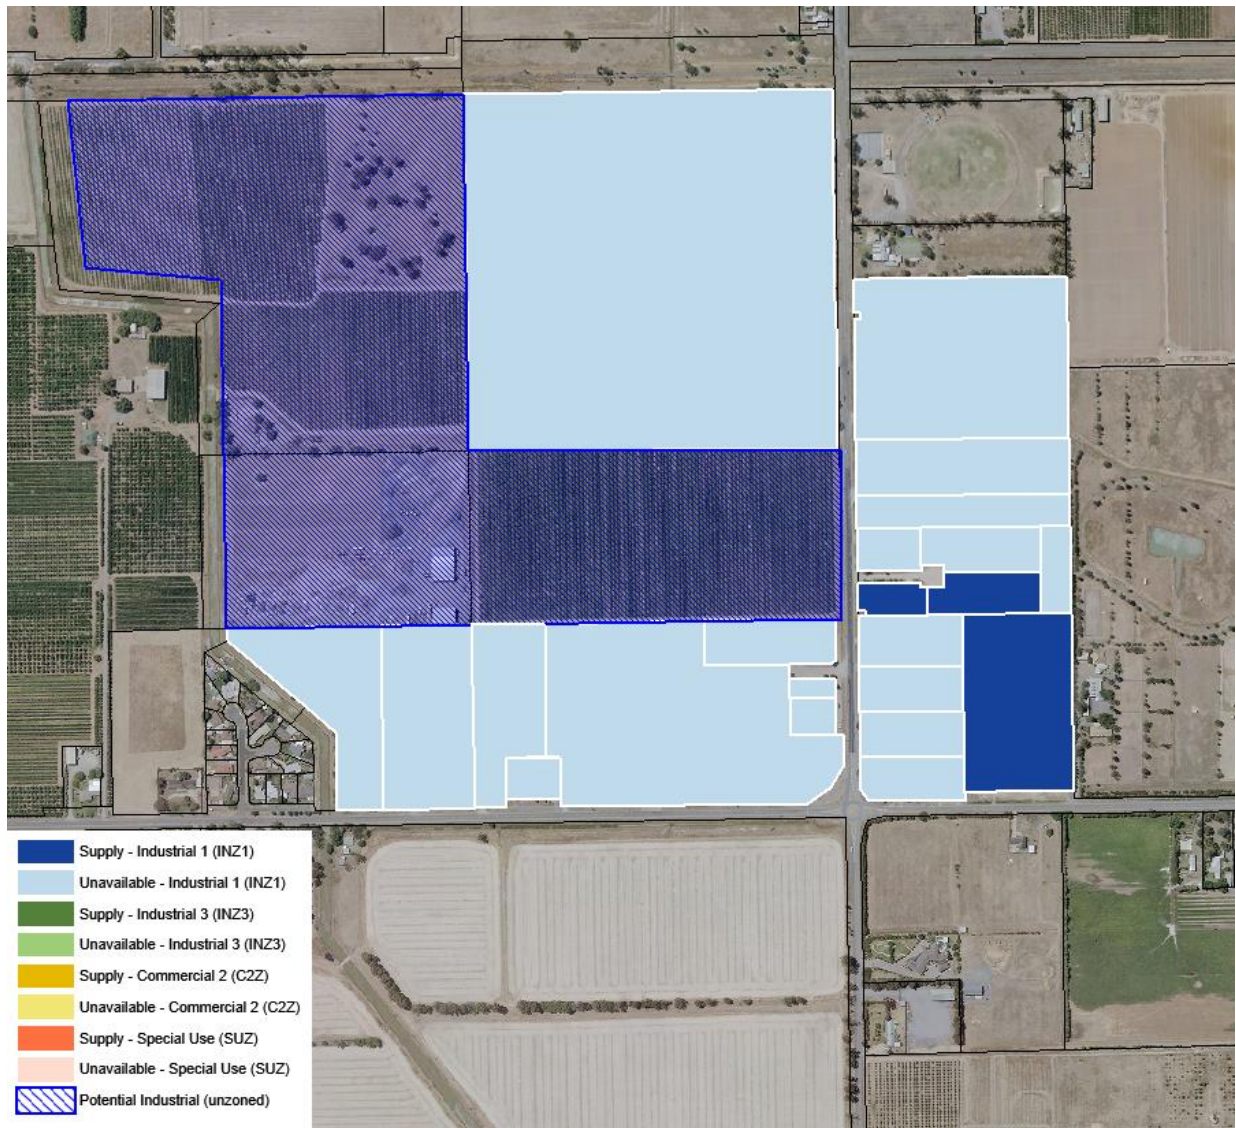 Supply - Industrial 1 (INZ1)
Unavailable - Industrial 1 (INZ1)
Supply - Industrial 3 (INZ3)
Unavailable - Industrial 3 (INZ3)
Supply - Commercial 2 (C2Z)
Unavailable - Commercial 2 (C2Z)
Supply - Special Use (SUZ)
Unavailable - Special Use (SUZ)
Potential Industrial (unzoned)